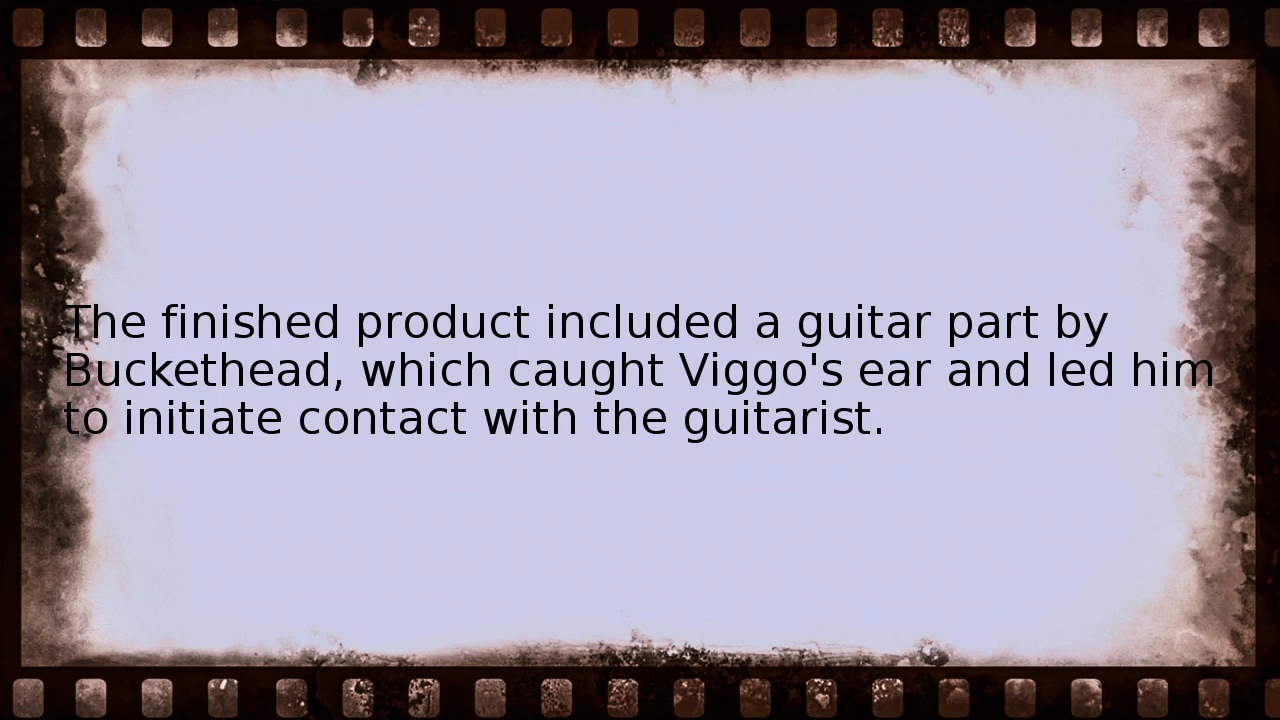 The finished product included a guitar part by
Buckethead, which caught Viggo's ear and led him
to initiate contact with the guitarist.